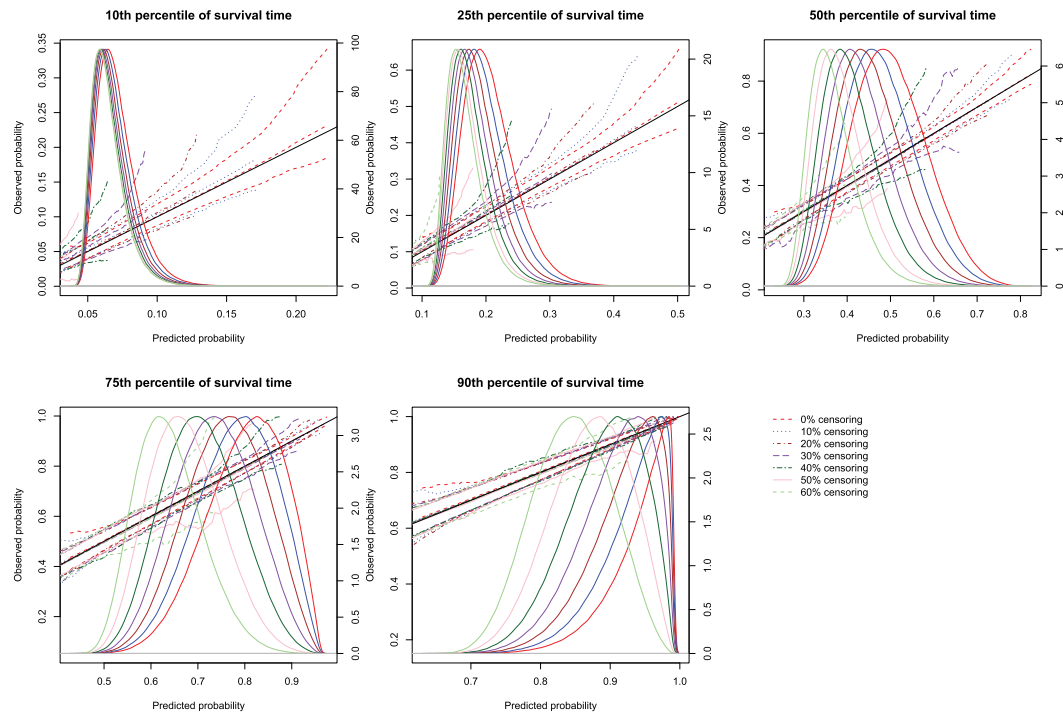 10th percentile of survival time
25th percentile of survival time
50th percentile of survival time
Observed probability
0.00 0.05 0.10 0.15 0.20 0.25 0.30 0.35
0 20 40 60 80 100
0.05 0.10 0.15 0.20
Predicted probability
Observed probability
0.0 0.1 0.2 0.3 0.4 0.5 0.6
0 5 10 15 20
0.1 0.2 0.3 0.4 0.5
Predicted probability
Observed probability
0.0 0.2 0.4 0.6 0.8
0 1 2 3 4 5 6
0.3 0.4 0.5 0.6 0.7 0.8
Predicted probability
75th percentile of survival time
90th percentile of survival time
Observed probability
0.2 0.4 0.6 0.8 1.0
0.0 0.5 1.0 1.5 2.0 2.5 3.0
0.5 0.6 0.7 0.8 0.9
Predicted probability
Observed probability
0.2 0.4 0.6 0.8 1.0
0.0 0.5 1.0 1.5 2.0 2.5
0.7 0.8 0.9 1.0
Predicted probability
0% censoring
10% censoring
20% censoring
30% censoring
40% censoring
50% censoring
60% censoring